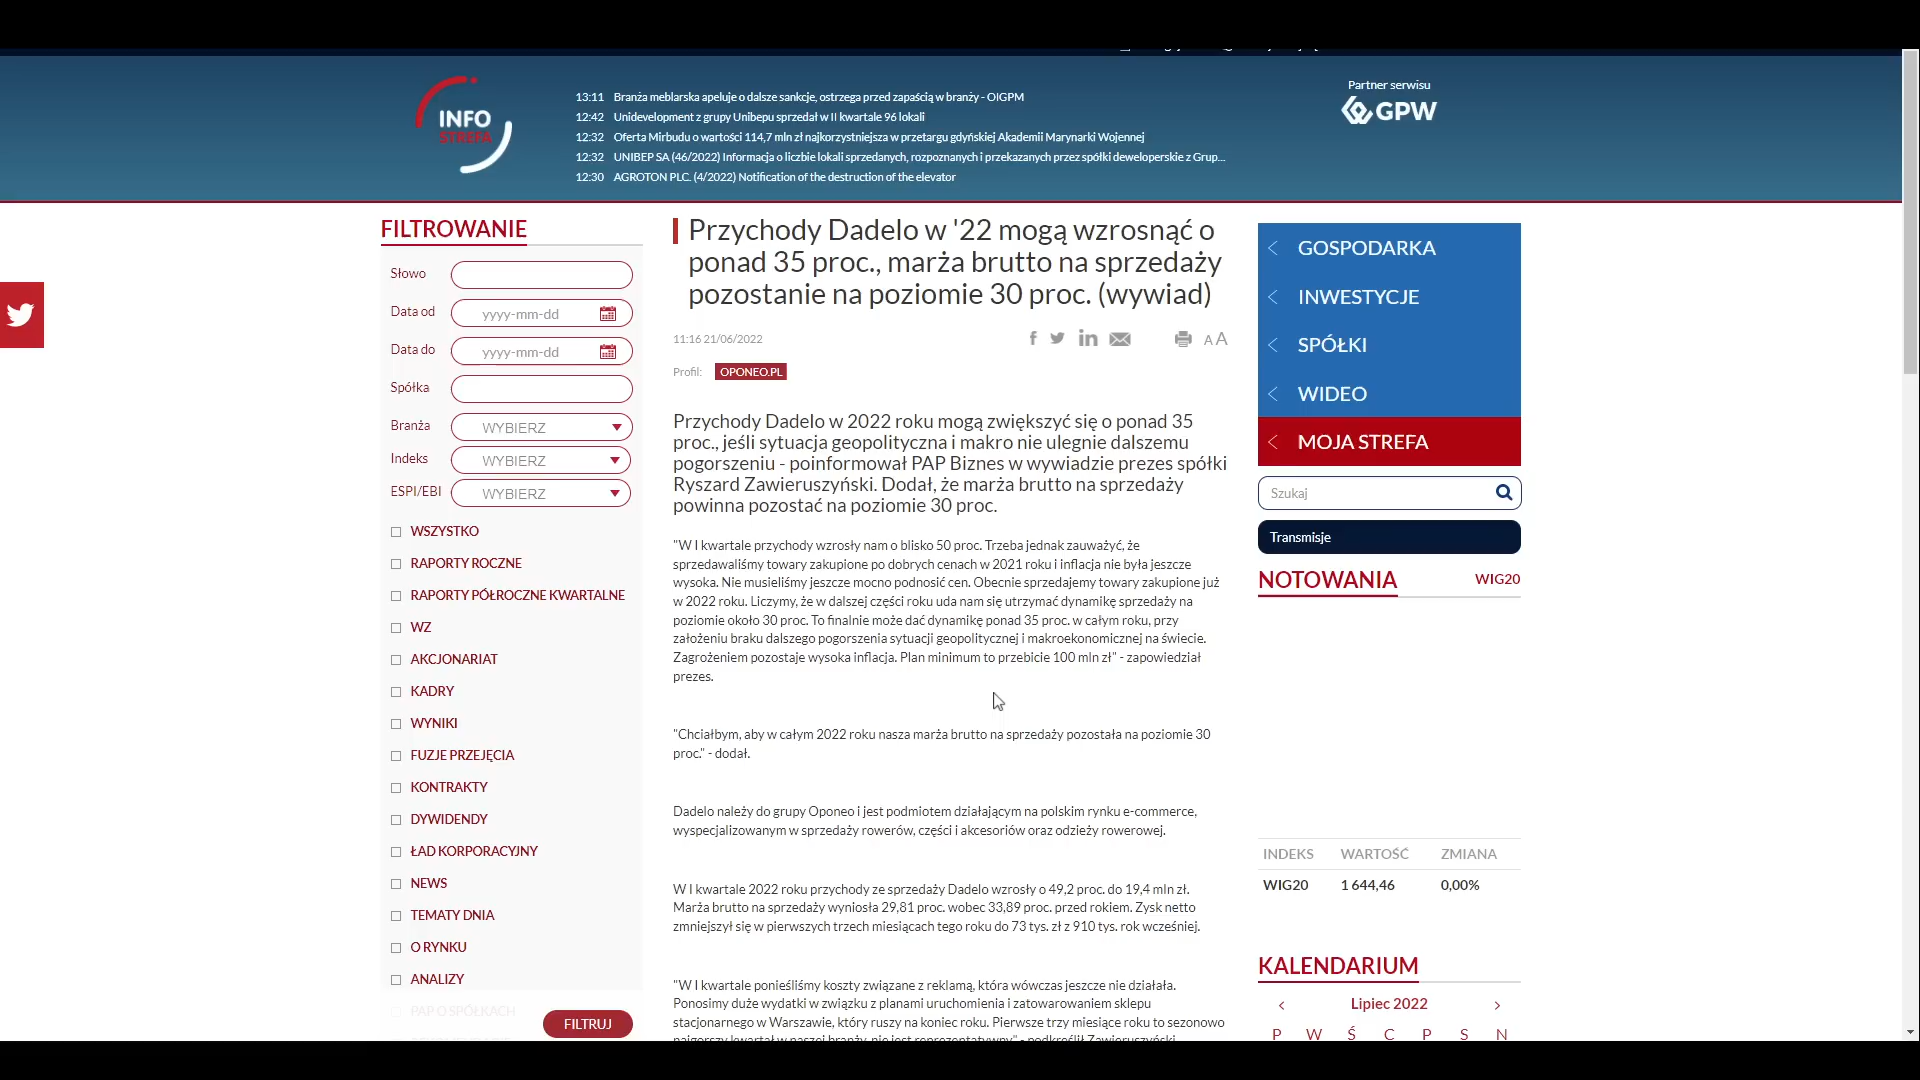 INFO
STREFA
13:11 Branża meblarska apeluje o dalsze sankcje, ostrzega przed zapaścią w branży - OIGPM
12:42 Unidevelopment z grupy Unibepu sprzedał w II kwartale 96 lokali
12:32 Oferta Mirbudu o wartości 114,7 mln zł najkorzystniejsza w przetargu gdyńskiej Akademii Marynarki Wojennej
12:32 UNIBEP SA (46/2022) Informacja o liczbie lokali sprzedanych, rozpoznanych i przekazanych przez spółki deweloperskie z Grup...
12:30 AGROTON PLC. (4/2022) Notification of the destruction of the elevator
Partner serwisu
GPW
FILTROWANIE
Słowo
Data od yyyy-mm-dd
Data do yyyy-mm-dd
Spółka
Branża WYBIERZ
Indeks WYBIERZ
ESPI/EBI WYBIERZ
WSZYSTKO
RAPORTY ROCZNE
RAPORTY PÓŁROCZNE KWARTALNE
WZ
AKCJONARIAT
KADRY
WYNIKI
FUZJE PRZEJĘCIA
KONTRAKTY
DYWIDENDY
ŁAD KORPORACYJNY
NEWS
TEMATY DNIA
O RYNKU
ANALIZY
PAP O SPÓŁKACH
FILTRUJ
Przychody Dadelo w '22 mogą wzrosnąć o
ponad 35 proc., marża brutto na sprzedaży
pozostanie na poziomie 30 proc. (wywiad)
11:16 21/06/2022
A A
Profil: OPONEO.PL
Przychody Dadelo w 2022 roku mogą zwiększyć się o ponad 35
proc., jeśli sytuacja geopolityczna i makro nie ulegnie dalszemu
pogorszeniu - poinformował PAP Biznes w wywiadzie prezes spółki
Ryszard Zawieruszyński. Dodał, że marża brutto na sprzedaży
powinna pozostać na poziomie 30 proc.
"W I kwartale przychody wzrosły nam o blisko 50 proc. Trzeba jednak zauważyć, że
sprzedawaliśmy towary zakupione po dobrych cenach w 2021 roku i inflacja nie była jeszcze
wysoka. Nie musieliśmy jeszcze mocno podnosić cen. Obecnie sprzedajemy towary zakupione już
w 2022 roku. Liczymy, że w dalszej części roku uda nam się utrzymać dynamikę sprzedaży na
poziomie około 30 proc. To finalnie może dać dynamikę ponad 35 proc. w całym roku, przy
założeniu braku dalszego pogorszenia sytuacji geopolitycznej i makroekonomicznej na świecie.
Zagrożeniem pozostaje wysoka inflacja. Plan minimum to przebicie 100 mln zł" - zapowiedział
prezes.
"Chciałbym, aby w całym 2022 roku nasza marża brutto na sprzedaży pozostała na poziomie 30
proc." - dodał.
Dadelo należy do grupy Oponeo i jest podmiotem działającym na polskim rynku e-commerce,
wyspecjalizowanym w sprzedaży rowerów, części i akcesoriów oraz odzieży rowerowej.
W I kwartale 2022 roku przychody ze sprzedaży Dadelo wzrosły o 49,2 proc. do 19,4 mln zł.
Marża brutto na sprzedaży wyniosła 29,81 proc. wobec 33,89 proc. przed rokiem. Zysk netto
zmniejszył się w pierwszych trzech miesiącach tego roku do 73 tys. zł z 910 tys. rok wcześniej.
"W I kwartale ponieśliśmy koszty związane z reklamą, która wówczas jeszcze nie działała.
Ponosimy duże wydatki w związku z planami uruchomienia i zatowarowaniem sklepu
stacjonarnego w Warszawie, który ruszy na koniec roku. Pierwsze trzy miesiące roku to sezonowo
najgorszy kwartał w naszej branży, nie jest reprezentatywny" - podkreślił Zawieruszyński.
GOSPODARKA
INWESTYCJE
SPÓŁKI
WIDEO
MOJA STREFA
Szukaj
Transmisje
NOTOWANIA WIG20
INDEKS WARTOŚĆ ZMIANA
WIG20 1 644,46 0,00%
KALENDARIUM
Lipiec 2022
P W Ś C P S N